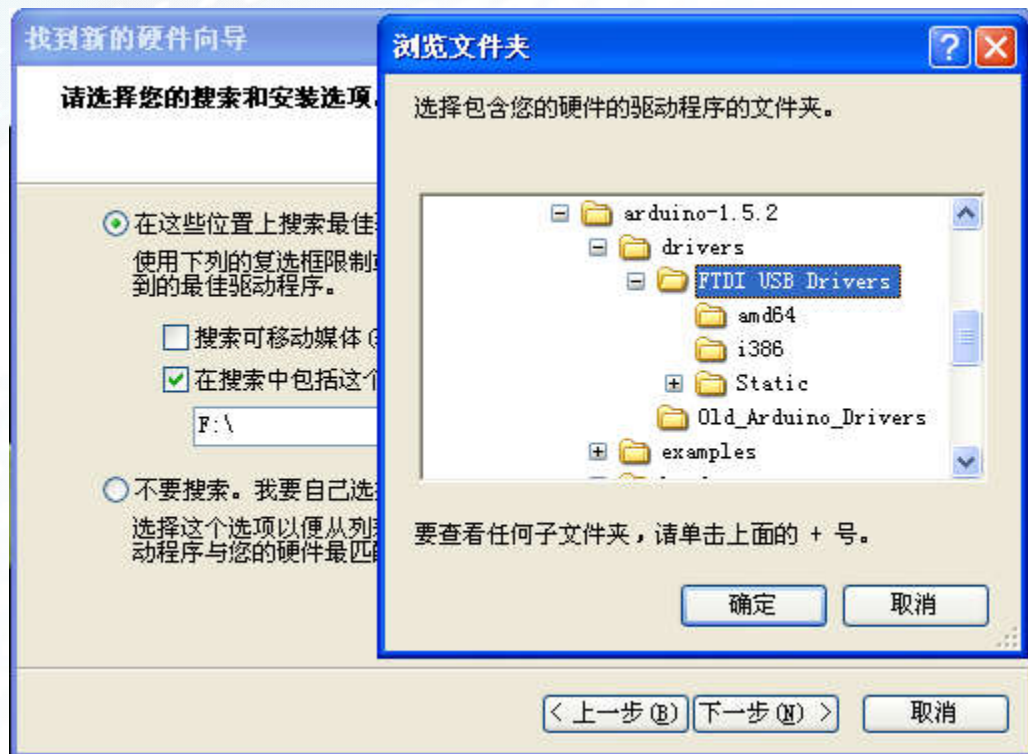 找到新的硬件向导
请选择您的搜索和安装选项。
在这些位置上搜索最佳
使用下列的复选框限制
到的最佳驱动程序。
搜索可移动媒体(
在搜索中包括这个
F:\
不要搜索。我要自己选
选择这个选项以便从列
动程序与您的硬件最匹
<上一步(B)
下一步(N)>
取消
浏览文件夹
选择包含您的硬件的驱动程序的文件夹。
arduino-1.5.2
drivers
FTDI USB Drivers
amd64
i386
Static
Old_Arduino_Drivers
examples
要查看任何子文件夹,请单击上面的 + 号。
确定
取消